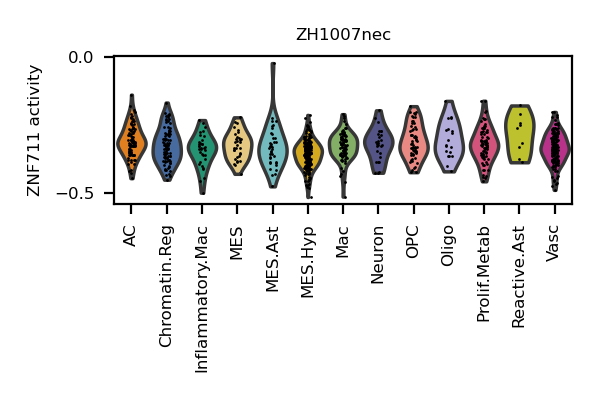 ZH1007nec
ZNF711 activity
0.0
−0.5
AC
Chromatin.Reg
Inflammatory.Mac
MES
MES.Ast
MES.Hyp
Mac
Neuron
OPC
Oligo
Prolif.Metab
Reactive.Ast
Vasc